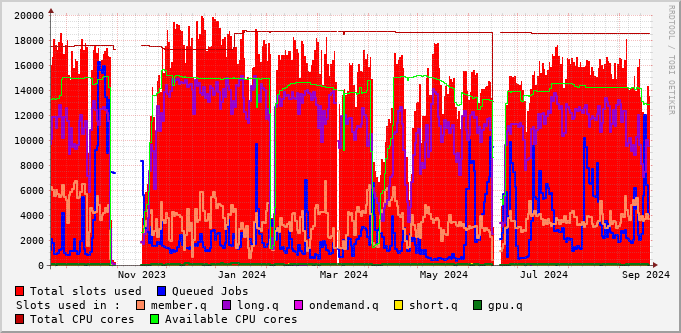 20000
18000
16000
14000
12000
10000
8000
6000
4000
2000
0
Nov 2023 Jan 2024 Mar 2024 May 2024 Jul 2024 Sep 2024
RRDTOOL / TOBI OETIKER
Total slots used Queued Jobs
Slots used in : member.q long.q ondemand.q short.q gpu.q
Total CPU cores Available CPU cores